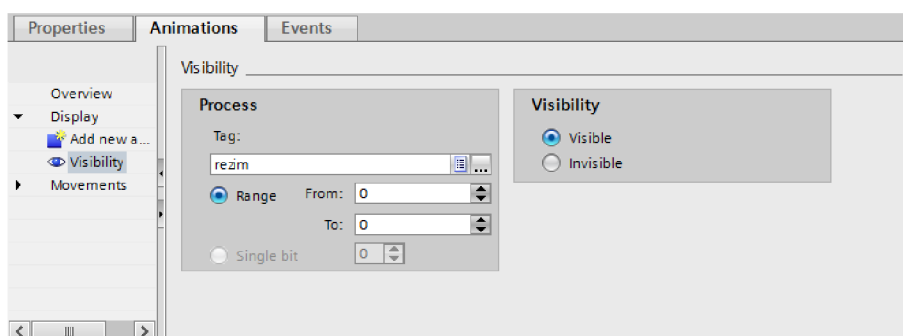 Properties
Animations
Events
Visibility
Overview
Display
Add new a...
Visibility
Movements
Process
Tag:
rezim
...
Range From: 0
To: 0
Single bit 0
Visibility
Visible
Invisible